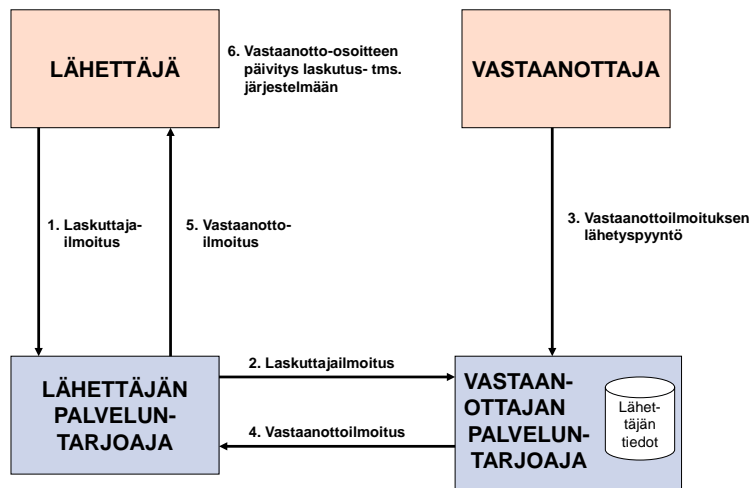 LÄHETTÄJÄ
6. Vastaanotto-osoitteen
päivitys laskutus- tms.
järjestelmään
VASTAANOTTAJA
1. Laskuttaja-
ilmoitus
5. Vastaanotto-
ilmoitus
3. Vastaanottoilmoituksen
lähetyspyyntö
LÄHETTÄJÄN
PALVELUN-
TARJOAJA
2. Laskuttajailmoitus
4. Vastaanottoilmoitus
VASTAAN-
OTTAJAN
PALVELUN-
TARJOAJA
Lähet-
täjän
tiedot